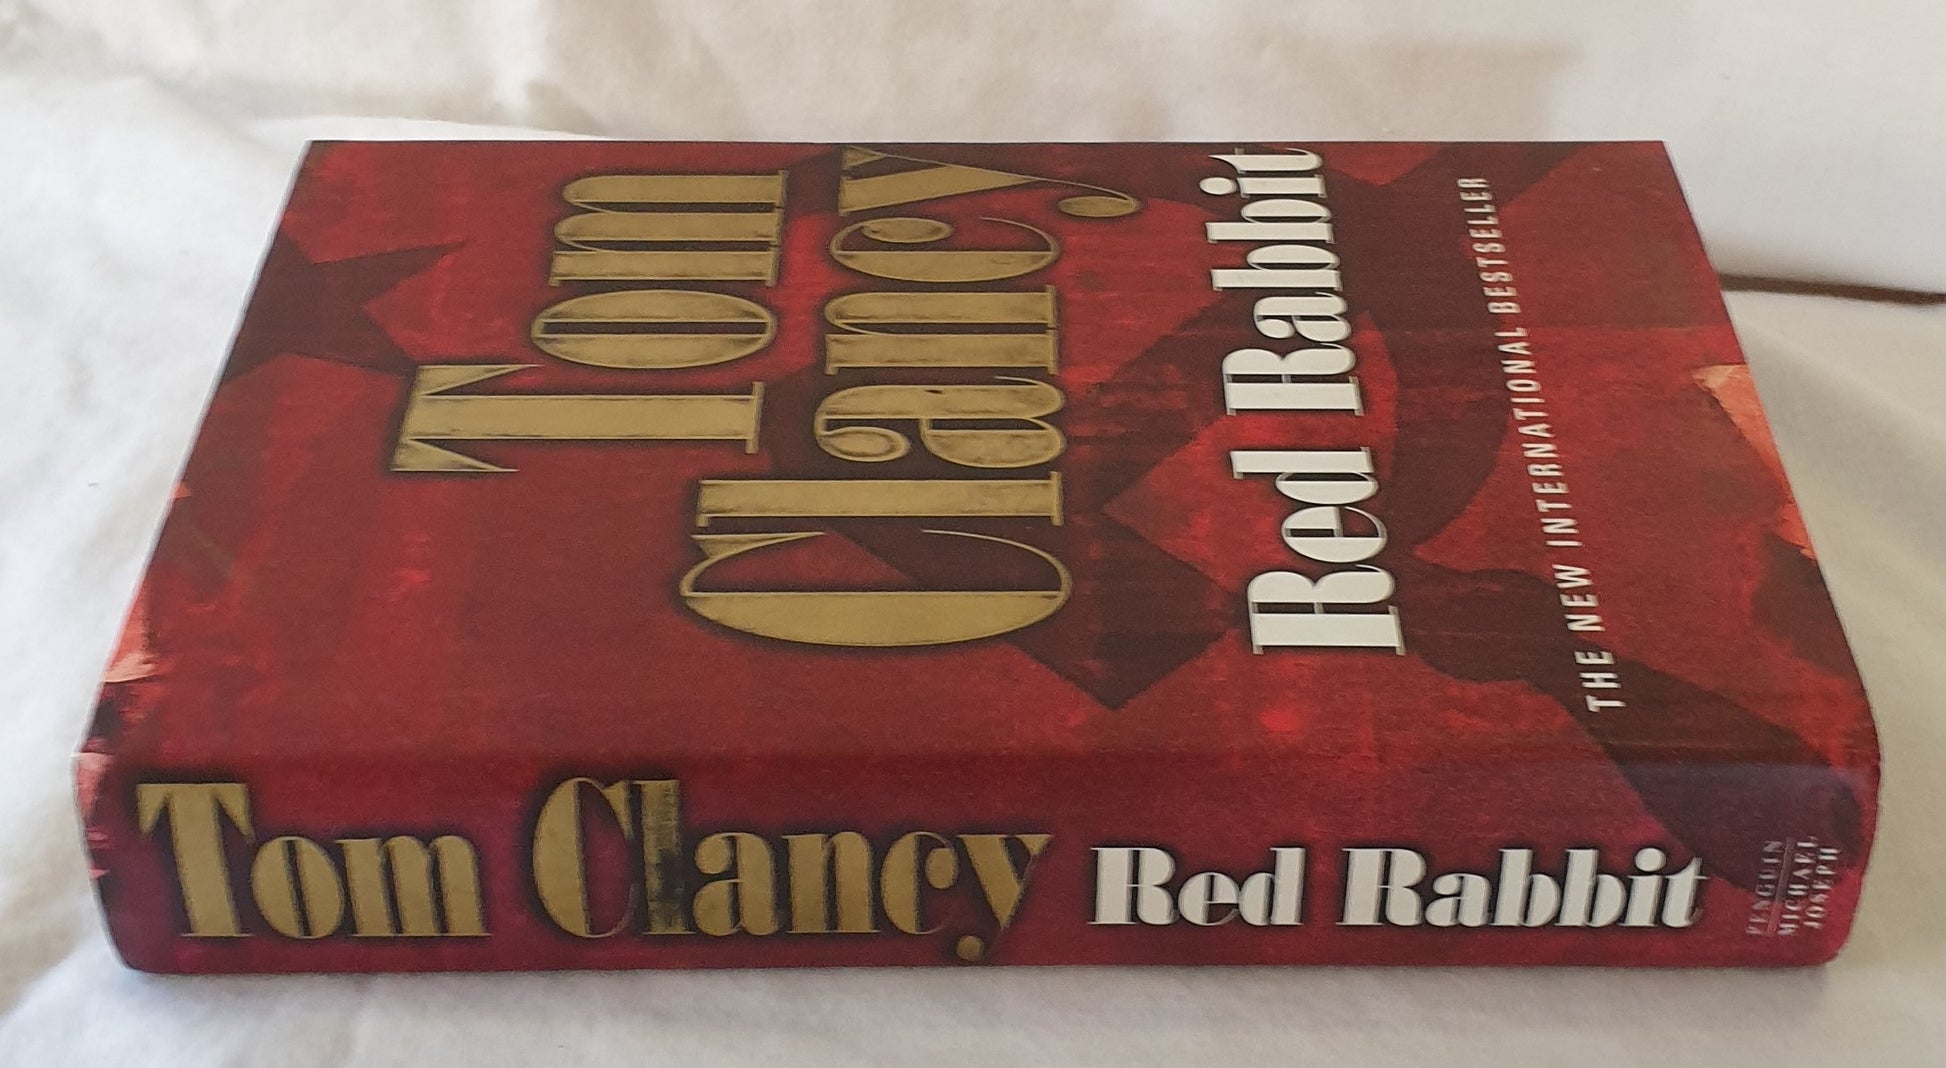 Tom
Clancy
Red Rabbit
THE NEW INTERNATIONAL BESTSELLER
Tom Clancy Red Rabbit
PENGUIN
MICHAEL
JOSEPH